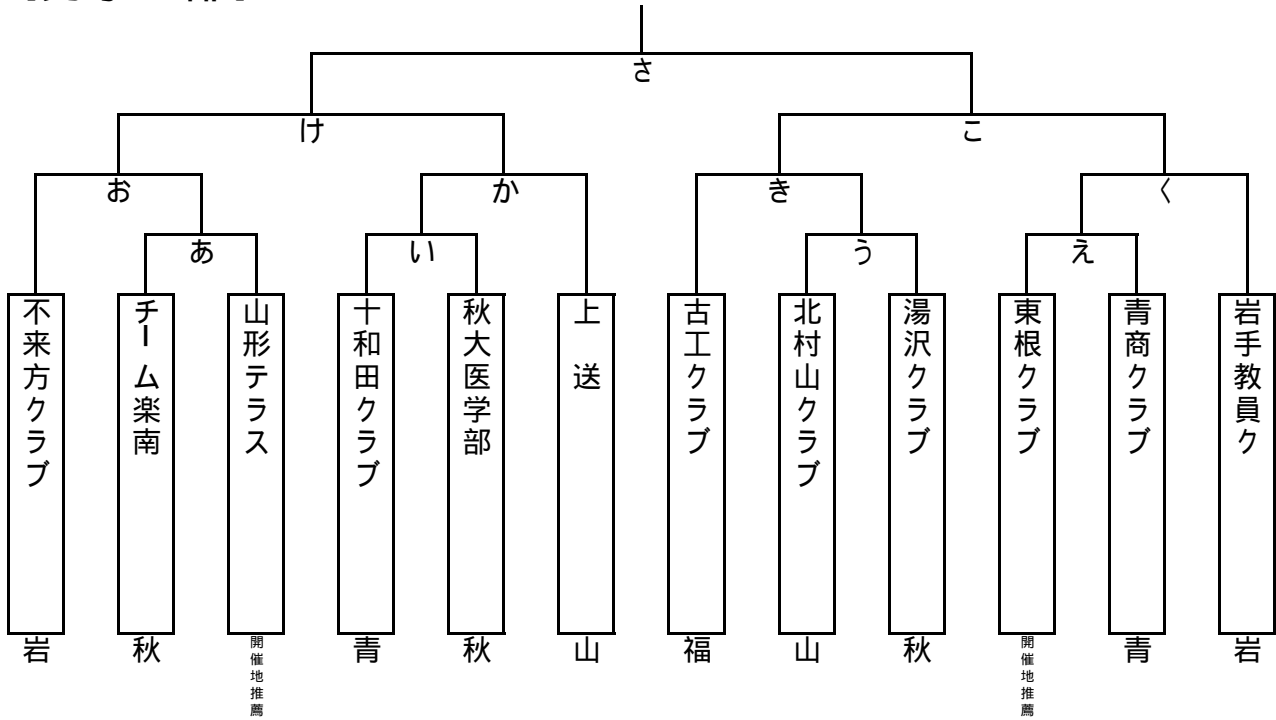 さ
け
こ
お
か
き
く
あ
い
う
え
不来方クラブ
チーム楽南
山形テラス
十和田クラブ
秋大医学部
上 送
古工クラブ
北村山クラブ
湯沢クラブ
東根クラブ
青商クラブ
岩手教員ク
岩
秋
開催地推薦
青
秋
山
福
山
秋
開催地推薦
青
岩